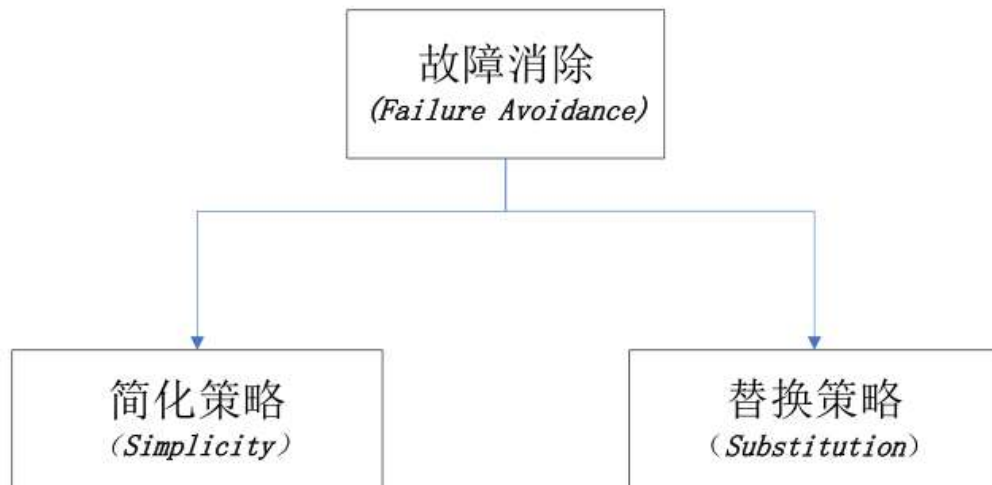 故障消除
(Failure Avoidance)
简化策略
（Simplicity）
替换策略
（Substitution）